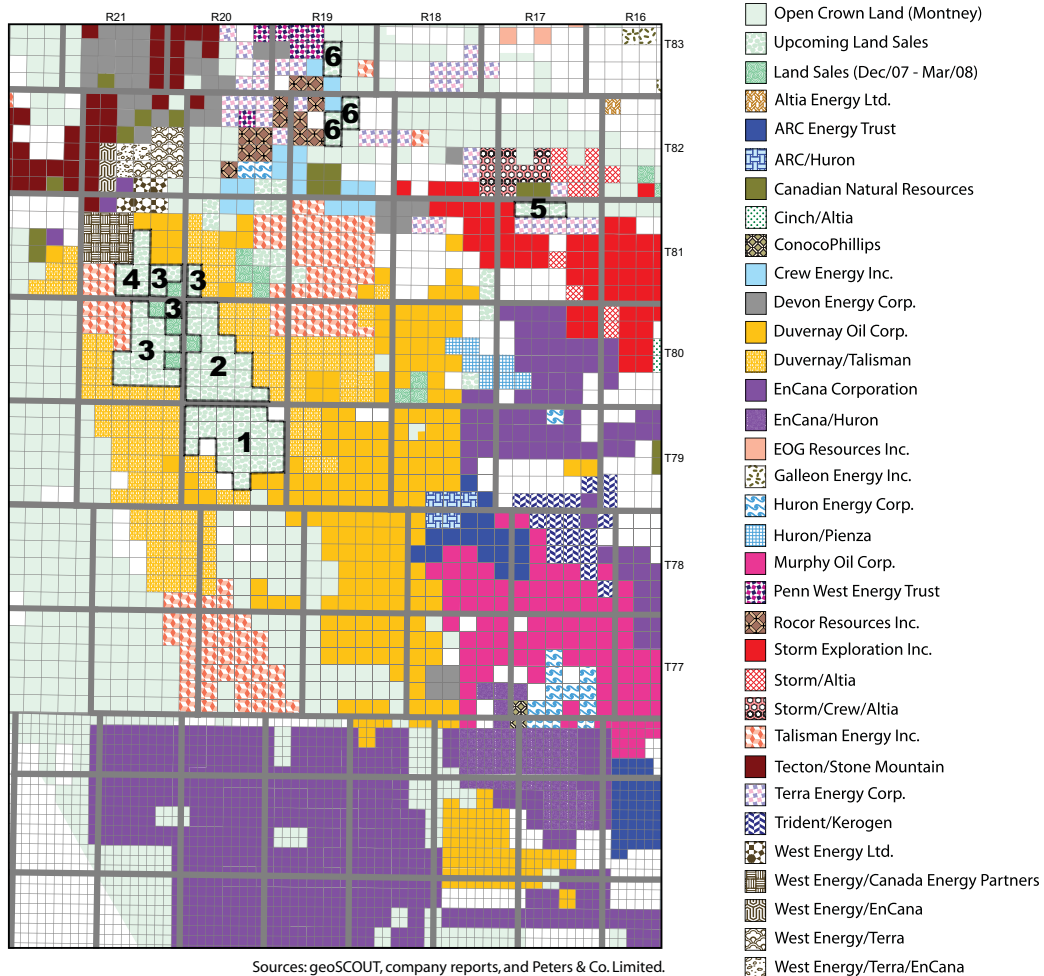 R21 R20 R19 R18 R17 R16
T83
T82
T81
T80
T79
T78
T77
6
6
6
5
4 3 3
3
3
2
1
Open Crown Land (Montney)
Upcoming Land Sales
Land Sales (Dec/07 - Mar/08)
Altia Energy Ltd.
ARC Energy Trust
ARC/Huron
Canadian Natural Resources
Cinch/Altia
ConocoPhillips
Crew Energy Inc.
Devon Energy Corp.
Duvernay Oil Corp.
Duvernay/Talisman
EnCana Corporation
EnCana/Huron
EOG Resources Inc.
Galleon Energy Inc.
Huron Energy Corp.
Huron/Pienza
Murphy Oil Corp.
Penn West Energy Trust
Rocor Resources Inc.
Storm Exploration Inc.
Storm/Altia
Storm/Crew/Altia
Talisman Energy Inc.
Tecton/Stone Mountain
Terra Energy Corp.
Trident/Kerogen
West Energy Ltd.
West Energy/Canada Energy Partners
West Energy/EnCana
West Energy/Terra
West Energy/Terra/EnCana
Sources: geoSCOUT, company reports, and Peters & Co. Limited.